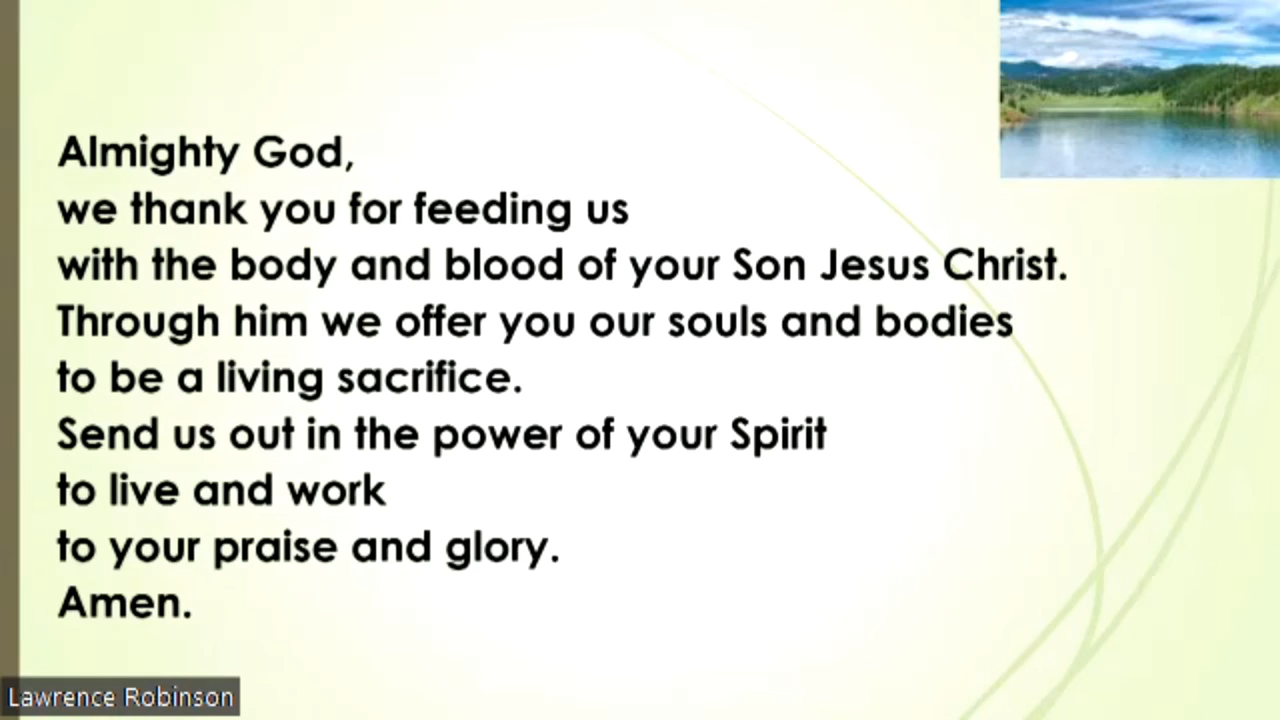 Almighty God,
we thank you for feeding us
with the body and blood of your Son Jesus Christ.
Through him we offer you our souls and bodies
to be a living sacrifice.
Send us out in the power of your Spirit
to live and work
to your praise and glory.
Amen.
Lawrence Robinson